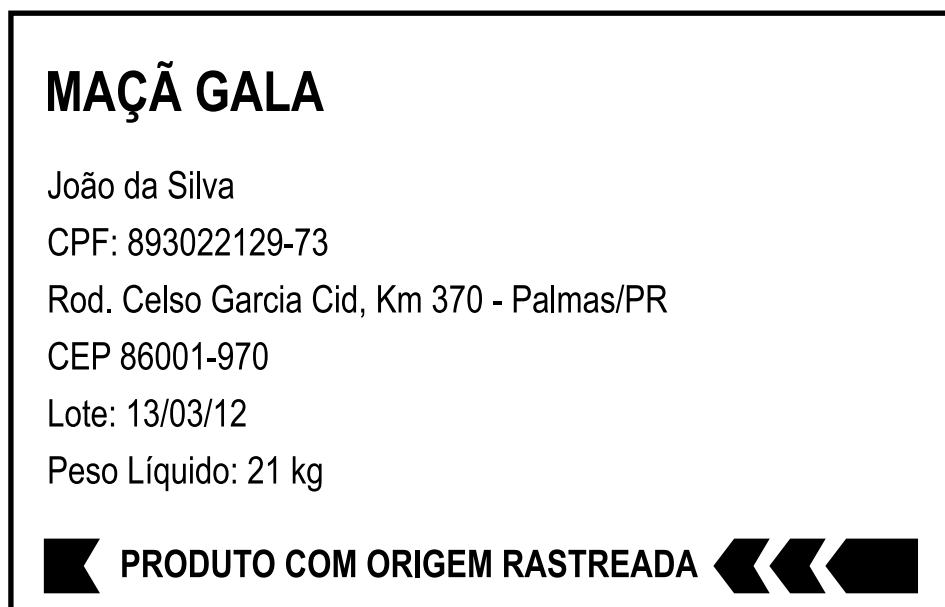 MAÇÃ GALA
João da Silva
CPF: 893022129-73
Rod. Celso Garcia Cid, Km 370 - Palmas/PR
CEP 86001-970
Lote: 13/03/12
Peso Líquido: 21 kg
PRODUTO COM ORIGEM RASTREADA